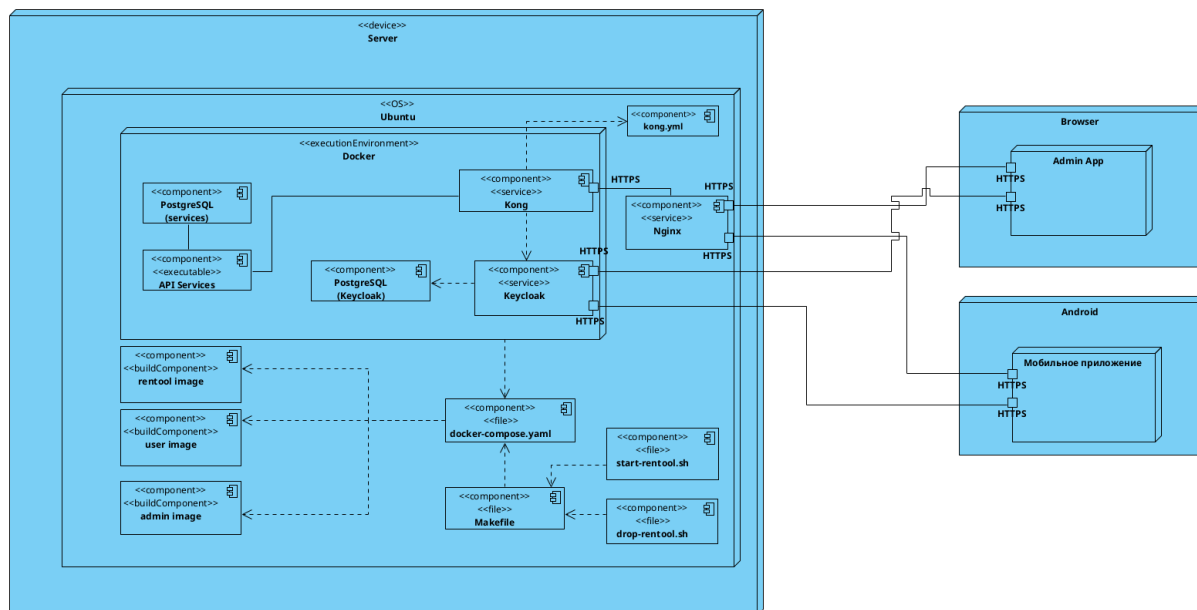 <<device>>
Server
<<OS>>
Ubuntu
<<executionEnvironment>>
Docker
<<component>>
kong.yml
<<component>>
PostgreSQL
(services)
<<component>>
<<service>>
Kong
HTTPS
<<component>>
<<service>>
Nginx
HTTPS
HTTPS
<<component>>
<<executable>>
API Services
<<component>>
PostgreSQL
(Keycloak)
<<component>>
<<service>>
Keycloak
HTTPS
HTTPS
<<component>>
<<buildComponent>>
rentool image
<<component>>
<<buildComponent>>
user image
<<component>>
<<buildComponent>>
admin image
<<component>>
<<file>>
docker-compose.yaml
<<component>>
<<file>>
Makefile
<<component>>
<<file>>
start-rentool.sh
<<component>>
<<file>>
drop-rentool.sh
Browser
Admin App
HTTPS
HTTPS
Android
Мобильное приложение
HTTPS
HTTPS